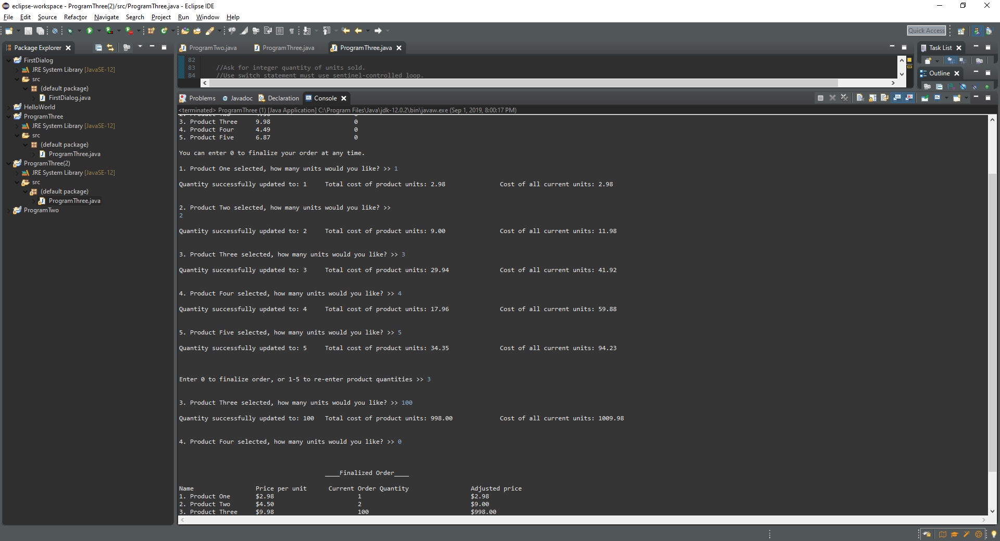 eclipse-workspace - ProgramThree(2)/src/ProgramThree.java - Eclipse IDE
File Edit Source Refactor Navigate Search Project Run Window Help
Quick Access
Package Explorer
ProgramTwo.java ProgramThree.java ProgramThree.java
Task List
FirstDialog
JRE System Library [JavaSE-12]
src
(default package)
FirstDialog.java
HelloWorld
ProgramThree
JRE System Library [JavaSE-12]
src
(default package)
ProgramThree.java
ProgramThree(2)
JRE System Library [JavaSE-12]
src
(default package)
ProgramThree.java
ProgramTwo
82
83 //Ask for integer quantity of units sold.
84 //Use switch statement must use sentinel-controlled loop.
Outline
Problems Javadoc Declaration Console
<terminated> ProgramThree (1) [Java Application] C:\Program Files\Java\jdk-12.0.2\bin\javaw.exe (Sep 1, 2019, 8:00:17 PM)
3. Product Three 9.98 0
4. Product Four 4.49 0
5. Product Five 6.87 0
You can enter 0 to finalize your order at any time.
1. Product One selected, how many units would you like? >> 1
Quantity successfully updated to: 1 Total cost of product units: 2.98 Cost of all current units: 2.98
2. Product Two selected, how many units would you like? >>
2
Quantity successfully updated to: 2 Total cost of product units: 9.00 Cost of all current units: 11.98
3. Product Three selected, how many units would you like? >> 3
Quantity successfully updated to: 3 Total cost of product units: 29.94 Cost of all current units: 41.92
4. Product Four selected, how many units would you like? >> 4
Quantity successfully updated to: 4 Total cost of product units: 17.96 Cost of all current units: 59.88
5. Product Five selected, how many units would you like? >> 5
Quantity successfully updated to: 5 Total cost of product units: 34.35 Cost of all current units: 94.23
Enter 0 to finalize order, or 1-5 to re-enter product quantities >> 3
3. Product Three selected, how many units would you like? >> 100
Quantity successfully updated to: 100 Total cost of product units: 998.00 Cost of all current units: 1009.98
4. Product Four selected, how many units would you like? >> 0
____Finalized Order____
Name Price per unit Current Order Quantity Adjusted price
1. Product One $2.98 1 $2.98
2. Product Two $4.50 2 $9.00
3. Product Three $9.98 100 $998.00